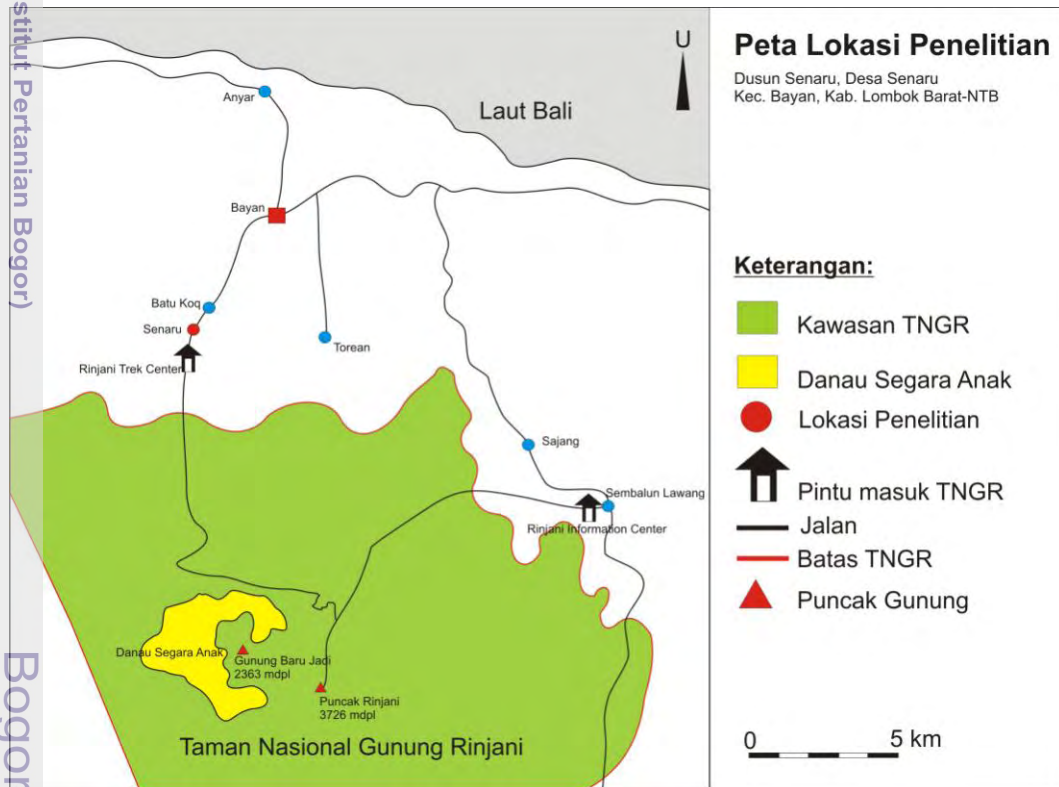 Peta Lokasi Penelitian
Dusun Senaru, Desa Senaru
Kec. Bayan, Kab. Lombok Barat-NTB
U
Laut Bali
Anyar
Bayan
Batu Koq
Senaru
Rinjani Trek Center
Torean
Sajang
Sembalun Lawang
Rinjani Information Center
Danau Segara Anak
Gunung Baru Jadi
2363 mdpl
Puncak Rinjani
3726 mdpl
Taman Nasional Gunung Rinjani
Keterangan:
Kawasan TNGR
Danau Segara Anak
Lokasi Penelitian
Pintu masuk TNGR
Jalan
Batas TNGR
Puncak Gunung
0 5 km
stitut Pertanian Bogor)
Bogor